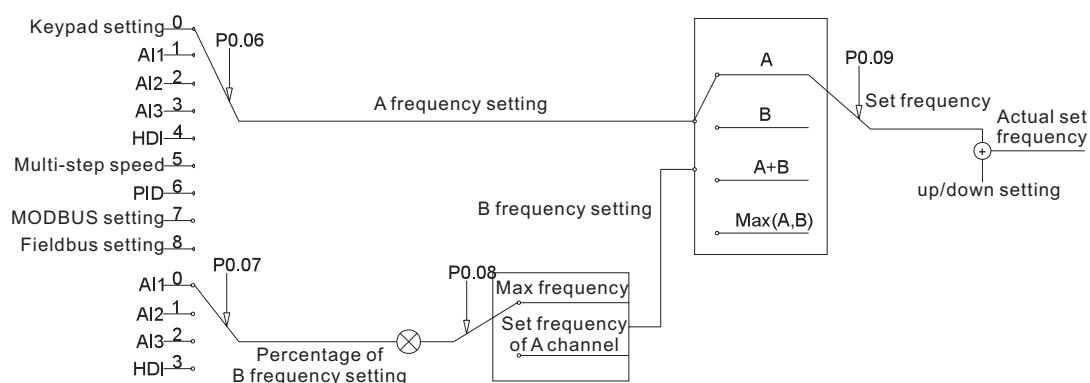 Keypad setting 0
AI1 1
AI2 2
AI3 3
HDI 4
Multi-step speed 5
PID 6
MODBUS setting 7
Fieldbus setting 8
P0.06
A frequency setting
AI1 0
AI2 1
AI3 2
HDI 3
P0.07
Percentage of
B frequency setting
P0.08
Max frequency
Set frequency
of A channel
B frequency setting
A
B
A+B
Max(A,B)
P0.09
Set frequency
Actual set
frequency
+
up/down setting